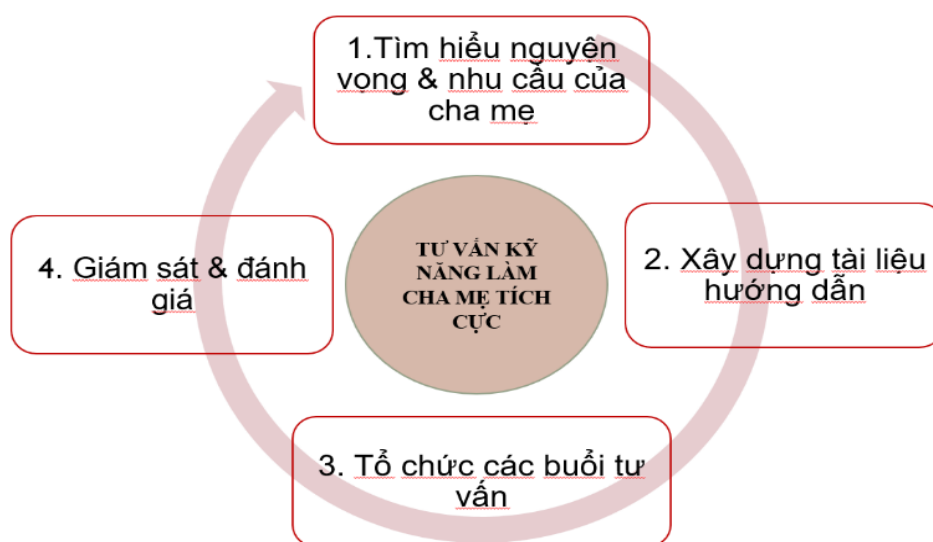 1.Tìm hiểu nguyện
vọng & nhu cầu của
cha mẹ
2. Xây dựng tài liệu
hướng dẫn
3. Tổ chức các buổi tư
vấn
4. Giám sát & đánh
giá
TƯ VẤN KỸ
NĂNG LÀM
CHA MẸ TÍCH
CỰC